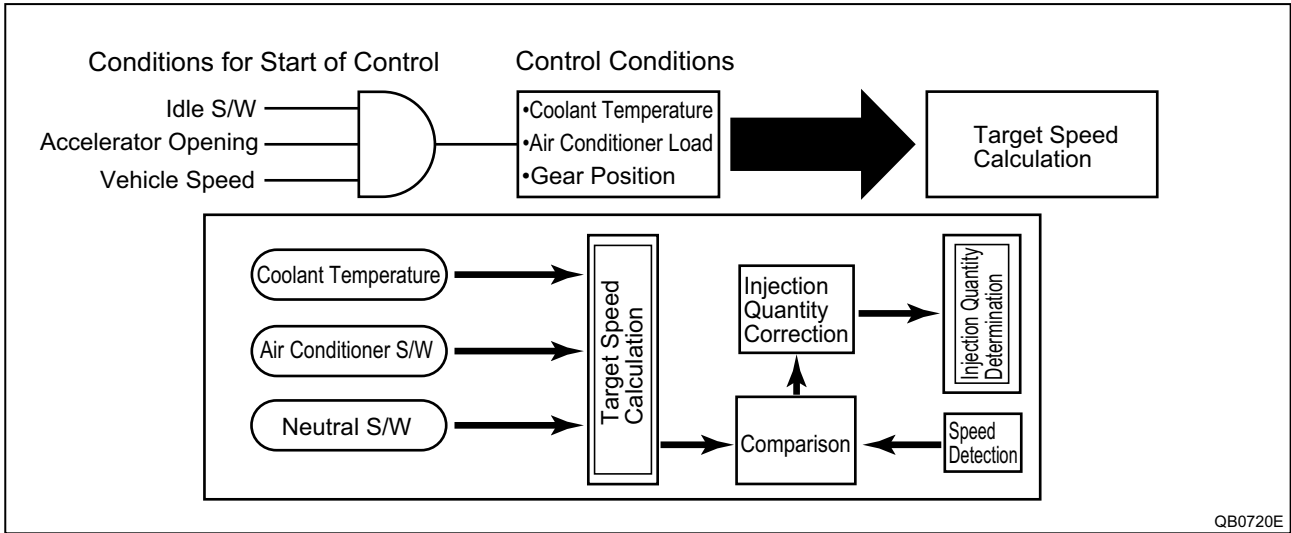 Conditions for Start of Control
Control Conditions
Idle S/W
Accelerator Opening
Vehicle Speed
•Coolant Temperature
•Air Conditioner Load
•Gear Position
Target Speed
Calculation
Coolant Temperature
Air Conditioner S/W
Neutral S/W
Target Speed
Calculation
Injection
Quantity
Correction
Injection Quantity
Determination
Comparison
Speed
Detection
QB0720E